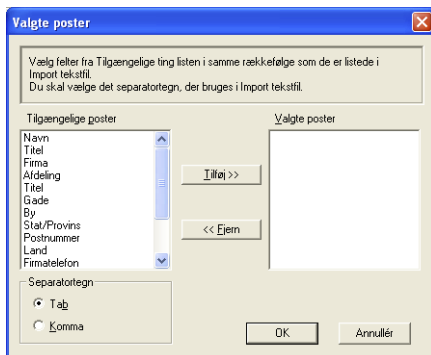 Valgte poster
Vælg felter fra Tilgængelige ting listen i samme rækkefølge som de er listede i
Import tekstfil.
Du skal vælge det separatortegn, der bruges i Import tekstfil.
Tilgængelige poster
Valgte poster
Navn
Titel
Firma
Afdeling
Titel
Gade
By
Stat/Provins
Postnummer
Land
Firmatelefon
Tilføj >>
<< Fjern
Separatortegn
Tab
Komma
OK
Annullér